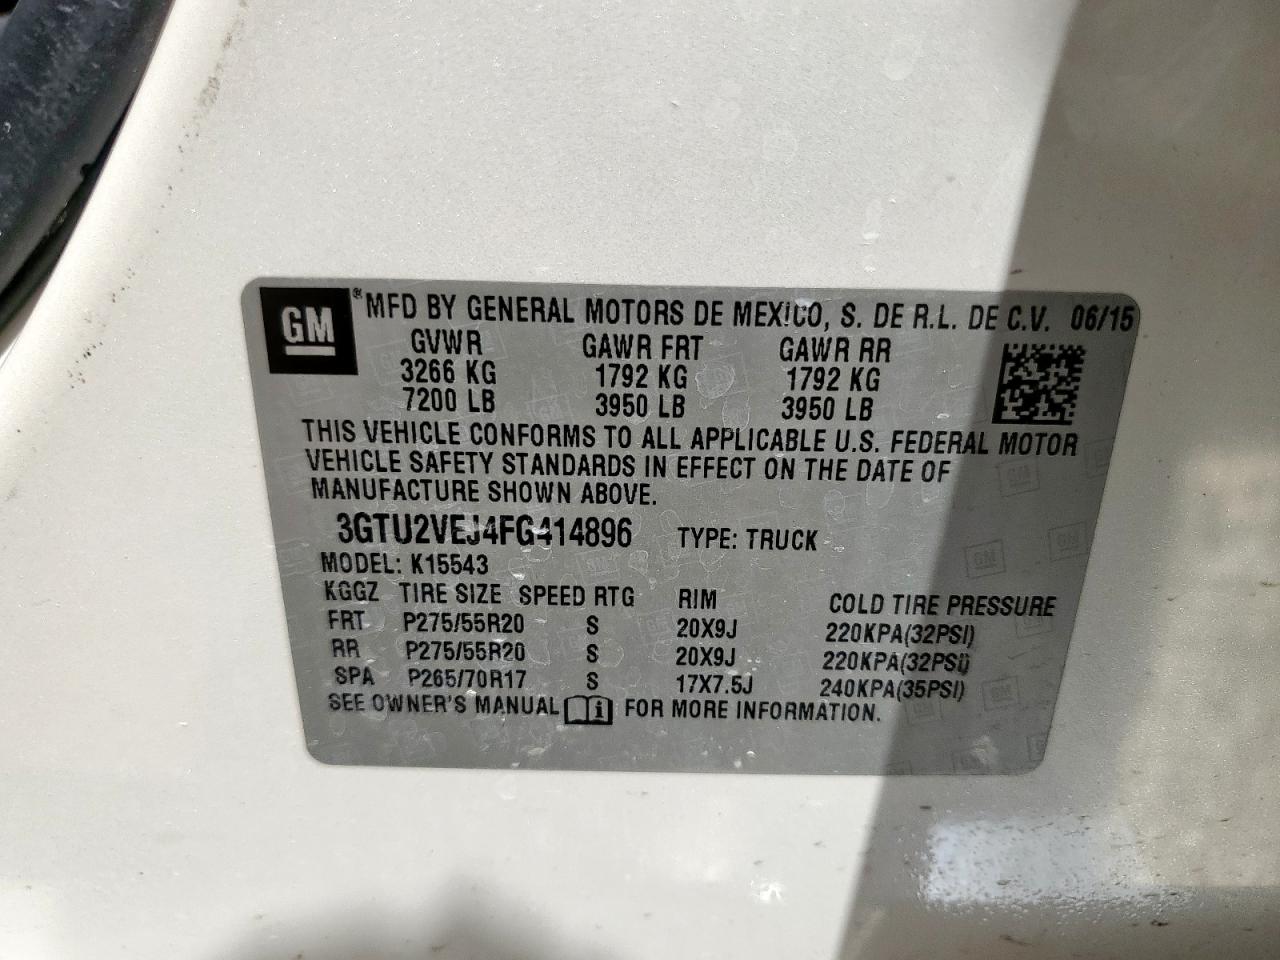 GM ® MFD BY GENERAL MOTORS DE MEXICO, S. DE R.L. DE C.V. 06/15
GVWR GAWR FRT GAWR RR
3266 KG 1792 KG 1792 KG
7200 LB 3950 LB 3950 LB
THIS VEHICLE CONFORMS TO ALL APPLICABLE U.S. FEDERAL MOTOR
VEHICLE SAFETY STANDARDS IN EFFECT ON THE DATE OF
MANUFACTURE SHOWN ABOVE.
3GTU2VEJ4FG414896 TYPE: TRUCK
MODEL: K15543
KGGZ TIRE SIZE SPEED RTG RIM COLD TIRE PRESSURE
FRT P275/55R20 S 20X9J 220KPA(32PSI)
RR P275/55R20 S 20X9J 220KPA(32PSI)
SPA P265/70R17 S 17X7.5J 240KPA(35PSI)
SEE OWNER'S MANUAL FOR MORE INFORMATION.